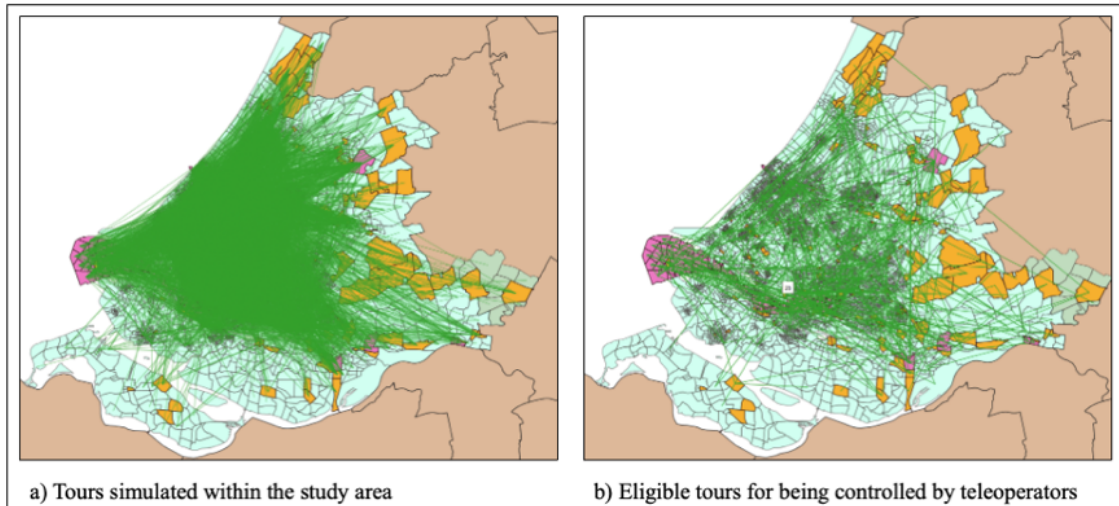 a) Tours simulated within the study area
b) Eligible tours for being controlled by teleoperators